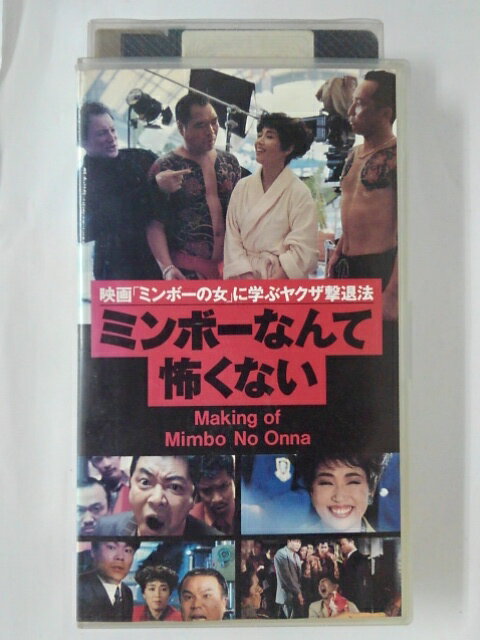 映画「ミンボーの女」に学ぶヤクザ撃退法
ミンボーなんて
怖くない
Making of
Mimbo No Onna